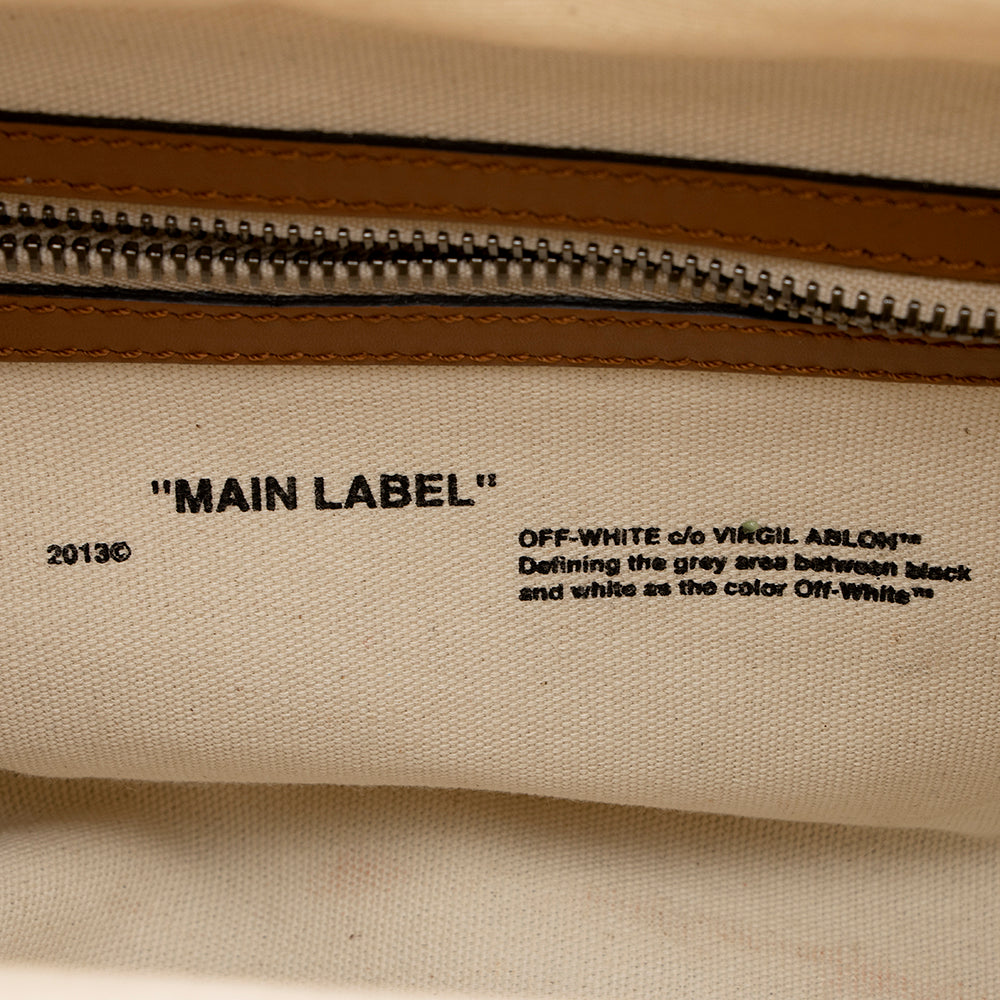 "MAIN LABEL"
2013©
OFF-WHITE c/o VIRGIL ABLOH™
Defining the grey area between black
and white as the color Off-White™